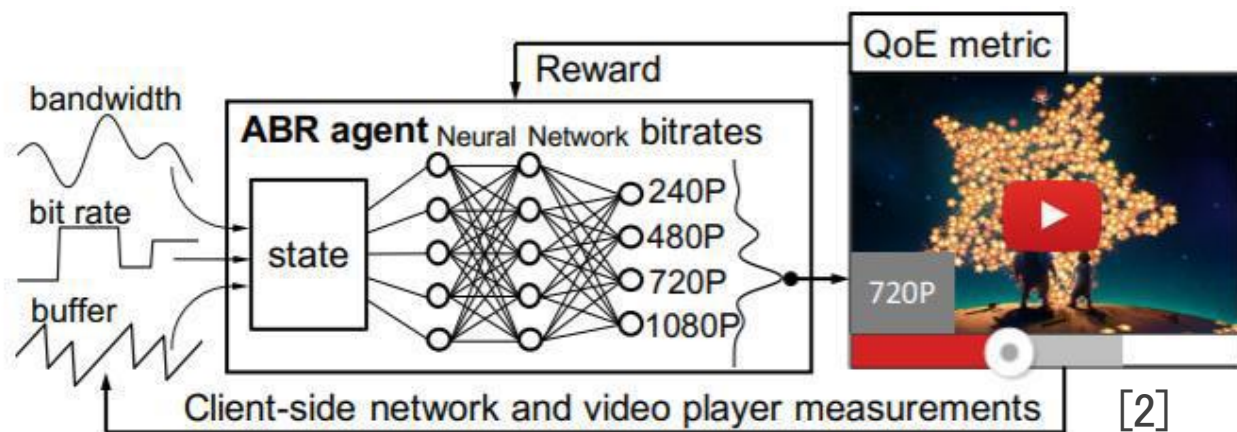 QoE metric
Reward
bandwidth
ABR agent Neural Network bitrates
240P
bit rate
480P
state
720P
720P
buffer
1080P
Client-side network and video player measurements
[2]